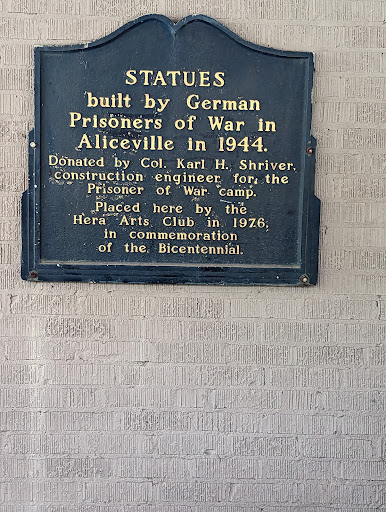 STATUES
built by German
Prisoners of War in
Aliceville in 1944.
Donated by Col. Karl H. Shriver,
construction engineer for the
Prisoner of War camp.
Placed here by the
Hera Arts Club in 1976,
in commemoration
of the Bicentennial.